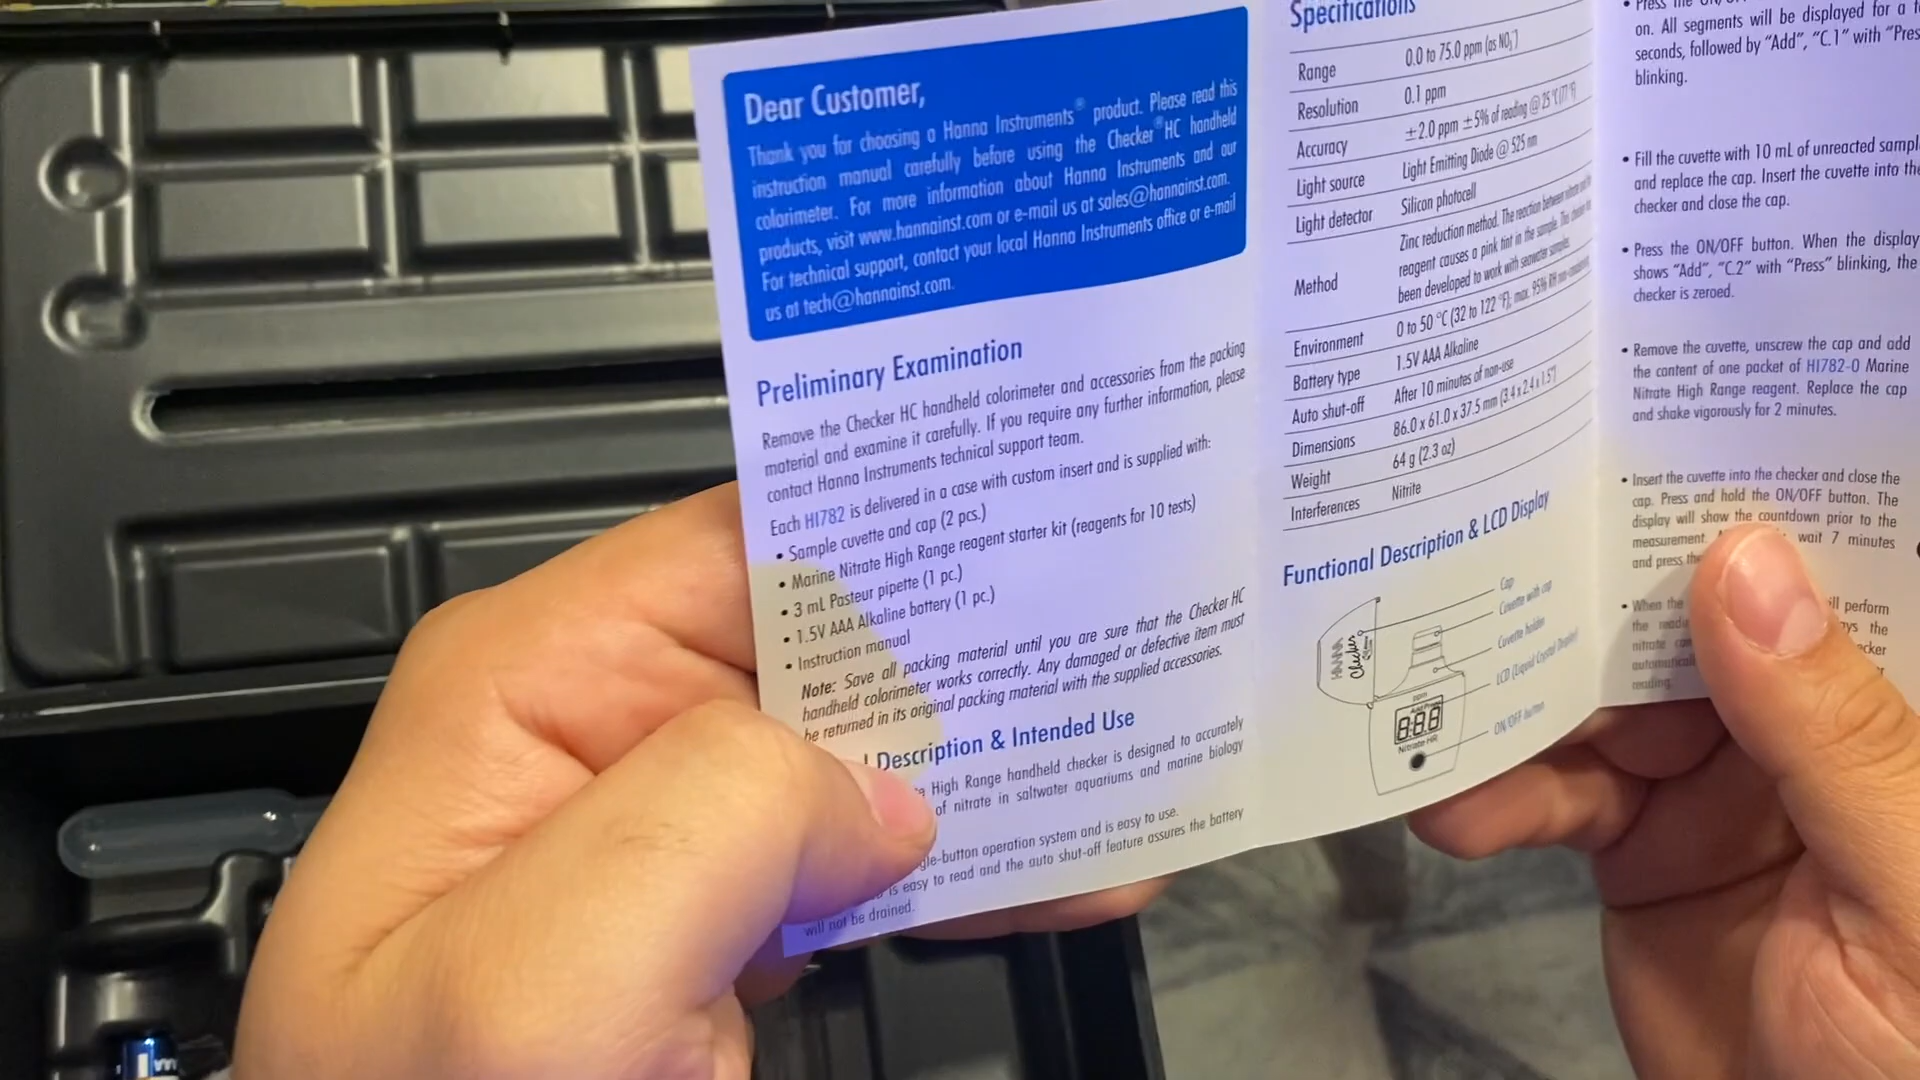 Dear Customer,
Thank you for choosing a Hanna Instruments® product. Please read this
instruction manual carefully before using the Checker®HC handheld
colorimeter. For more information about Hanna Instruments and our
products, visit www.hannainst.com or e-mail us at sales@hannainst.com.
For technical support, contact your local Hanna Instruments office or e-mail
us at tech@hannainst.com.
Preliminary Examination
Remove the Checker HC handheld colorimeter and accessories from the packing
material and examine it carefully. If you require any further information, please
contact Hanna Instruments technical support team.
Each HI782 is delivered in a case with custom insert and is supplied with:
• Sample cuvette and cap (2 pcs.)
• Marine Nitrate High Range reagent starter kit (reagents for 10 tests)
• 3 mL Pasteur pipette (1 pc.)
• 1.5V AAA Alkaline battery (1 pc.)
• Instruction manual
Note: Save all packing material until you are sure that the Checker HC
handheld colorimeter works correctly. Any damaged or defective item must
be returned in its original packing material with the supplied accessories.
Description & Intended Use
High Range handheld checker is designed to accurately
of nitrate in saltwater aquariums and marine biology
gle-button operation system and is easy to use.
is easy to read and the auto shut-off feature assures the battery
will not be drained.
Specifications
Range 0.0 to 75.0 ppm (as NO₃⁻)
Resolution 0.1 ppm
Accuracy ±2.0 ppm ±5% of reading @ 25 °C (77 °F)
Light source Light Emitting Diode @ 525 nm
Light detector Silicon photocell
Method Zinc reduction method. The reaction between nitrate and the
reagent causes a pink tint in the sample. This
been developed to work with seawater samples.
Environment 0 to 50 °C (32 to 122 °F); max. 95% RH non-condensing
Battery type 1.5V AAA Alkaline
Auto shut-off After 10 minutes of non-use
Dimensions 86.0 x 61.0 x 37.5 mm (3.4 x 2.4 x 1.5")
Weight 64 g (2.3 oz)
Interferences Nitrite
Functional Description & LCD Display
Cap
Cuvette with cap
Cuvette holder
LCD (Liquid Crystal Display)
ON/OFF button
HANNA
Checker
ppm
Add Press
8.8.8
Nitrate HR
• Press the ON/OFF
on. All segments will be displayed for a
seconds, followed by "Add", "C.1" with "Press
blinking.
• Fill the cuvette with 10 mL of unreacted sample
and replace the cap. Insert the cuvette into the
checker and close the cap.
• Press the ON/OFF button. When the display
shows "Add", "C.2" with "Press" blinking, the
checker is zeroed.
• Remove the cuvette, unscrew the cap and add
the content of one packet of HI782-0 Marine
Nitrate High Range reagent. Replace the cap
and shake vigorously for 2 minutes.
• Insert the cuvette into the checker and close the
cap. Press and hold the ON/OFF button. The
display will show the countdown prior to the
measurement. wait 7 minutes
and press the
• When the will perform
the the
nitrate
automatically
reading.